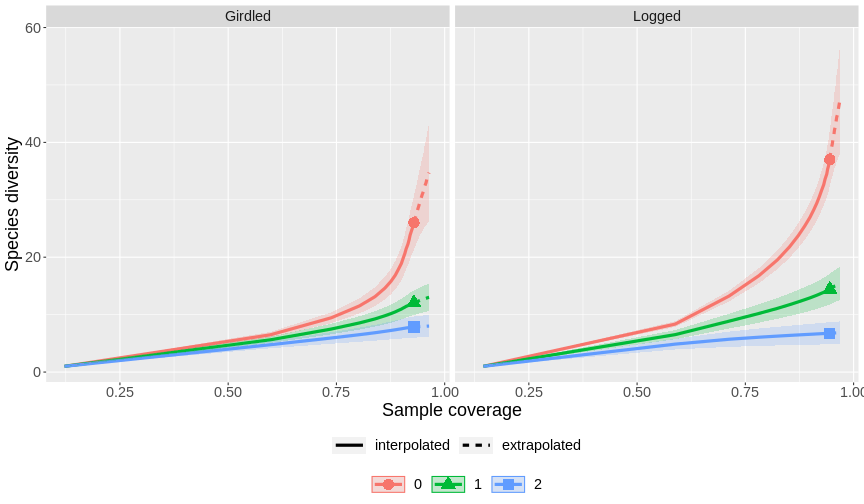 Girdled Logged
60
40
20
0
Species diversity
0.25 0.50 0.75 1.00 0.25 0.50 0.75 1.00
Sample coverage
interpolated extrapolated
0 1 2